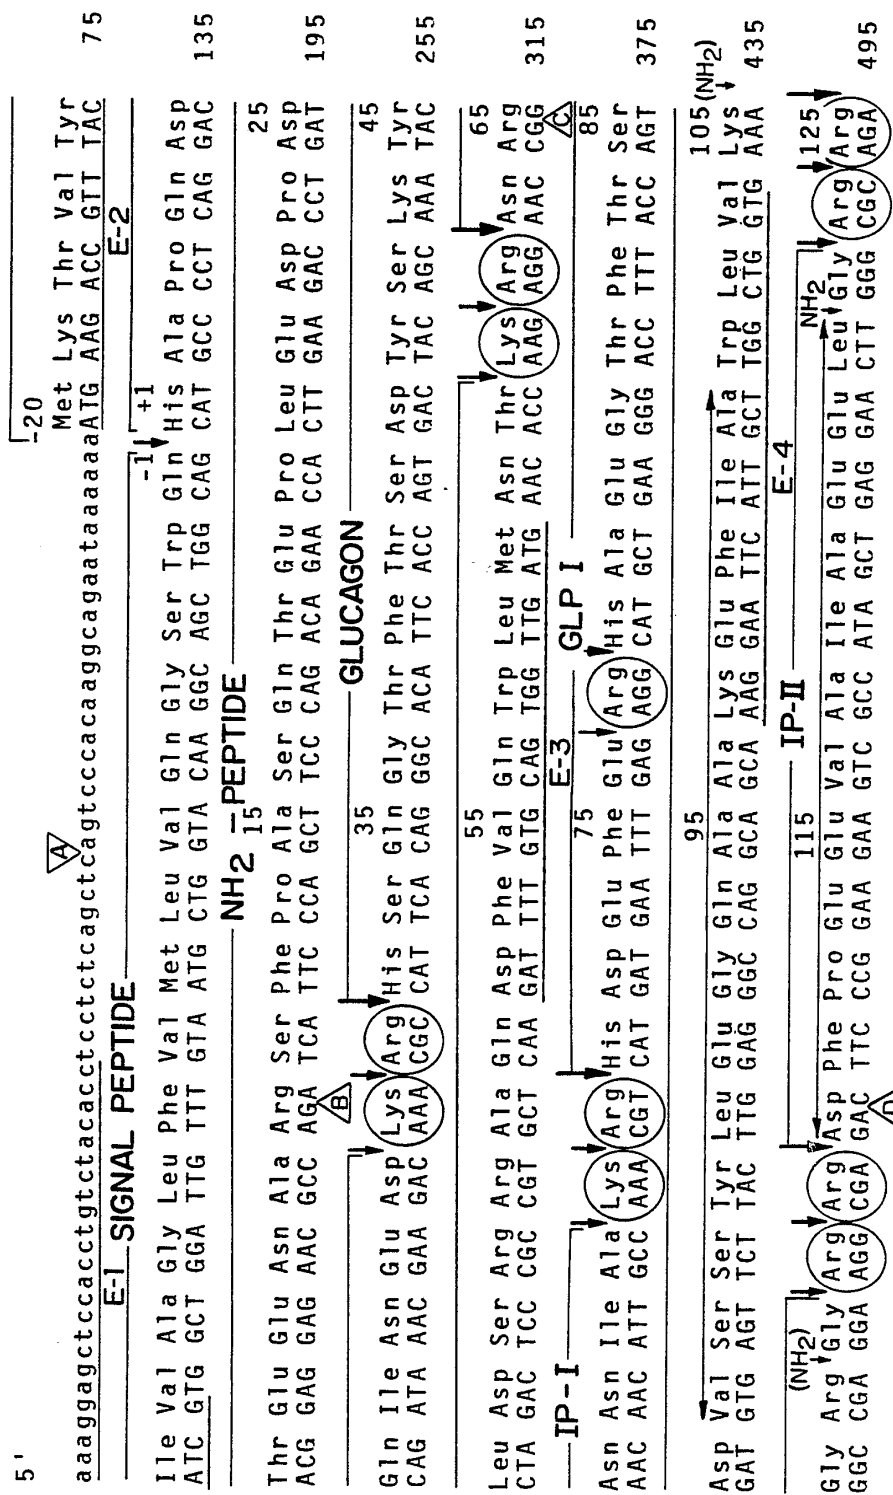 5'
-20
Met Lys Thr Val Tyr
aaaggagctccacctgtctacacctcctctcagctcagtcccacaaggcagaataaaaaaATG AAG ACC GTT TAC 75
A
E-1 SIGNAL PEPTIDE E-2
-1 +1
Ile Val Ala Gly Leu Phe Val Met Leu Val Gln Gly Ser Trp Gln His Ala Pro Gln Asp
ATC GTG GCT GGA TTG TTT GTA ATG CTG GTA CAA GGC AGC TGG CAG CAT GCC CCT CAG GAC 135
NH2 - PEPTIDE
15 25
Thr Glu Glu Asn Ala Arg Ser Phe Pro Ala Ser Gln Thr Glu Pro Leu Glu Asp Pro Asp
ACG GAG GAG AAC GCC AGA TCA TTC CCA GCT TCC CAG ACA GAA CCA CTT GAA GAC CCT GAT 195
B
GLUCAGON
35 45
Gln Ile Asn Glu Asp Lys Arg His Ser Gln Gly Thr Phe Thr Ser Asp Tyr Ser Lys Tyr
CAG ATA AAC GAA GAC AAA CGC CAT TCA CAG GGC ACA TTC ACC AGT GAC TAC AGC AAA TAC 255
55 65
Leu Asp Ser Arg Arg Ala Gln Asp Phe Val Gln Trp Leu Met Asn Thr Lys Arg Asn Arg
CTA GAC TCC CGC CGT GCT CAA GAT TTT GTG CAG TGG TTG ATG AAC ACC AAG AGG AAC CGG 315
C
IP-I E-3 GLP I
75 85
Asn Asn Ile Ala Lys Arg His Asp Glu Phe Glu Arg His Ala Glu Gly Thr Phe Thr Ser
AAC AAC ATT GCC AAA CGT CAT GAT GAA TTT GAG AGG CAT GCT GAA GGG ACC TTT ACC AGT 375
95 105 (NH2)
Asp Val Ser Ser Tyr Leu Glu Gly Gln Ala Ala Lys Glu Phe Ile Ala Trp Leu Val Lys
GAT GTG AGT TCT TAC TTG GAG GGC CAG GCA GCA AAG GAA TTC ATT GCT TGG CTG GTG AAA 435
IP-II E-4
(NH2) 115 NH2 125
Gly Arg Gly Arg Arg Asp Phe Pro Glu Glu Val Ala Ile Ala Glu Glu Leu Gly Arg Arg
GGC CGA GGA AGG CGA GAC TTC CCG GAA GAA GTC GCC ATA GCT GAG GAA CTT GGG CGC AGA 495
D